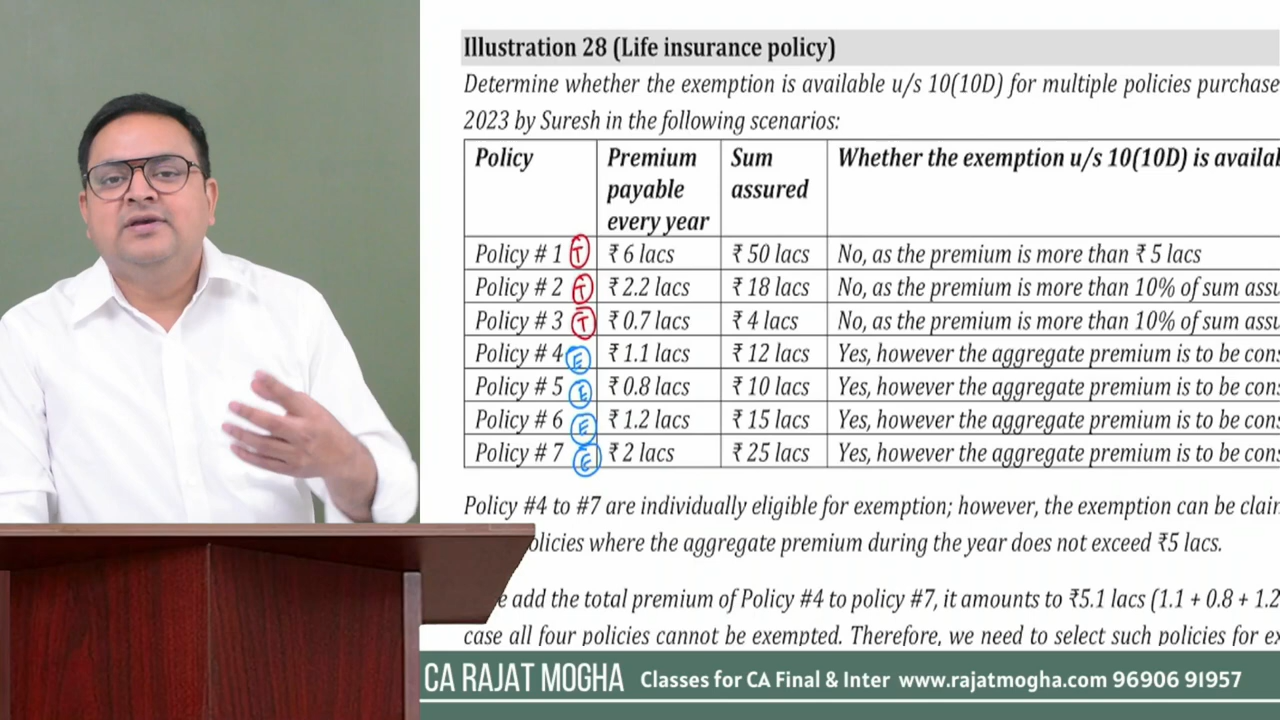 Illustration 28 (Life insurance policy)
Determine whether the exemption is available u/s 10(10D) for multiple policies purchase
2023 by Suresh in the following scenarios:
Policy Premium payable every year Sum assured Whether the exemption u/s 10(10D) is availab
Policy # 1 T ₹ 6 lacs ₹ 50 lacs No, as the premium is more than ₹ 5 lacs
Policy # 2 T ₹ 2.2 lacs ₹ 18 lacs No, as the premium is more than 10% of sum assu
Policy # 3 T ₹ 0.7 lacs ₹ 4 lacs No, as the premium is more than 10% of sum assu
Policy # 4 E ₹ 1.1 lacs ₹ 12 lacs Yes, however the aggregate premium is to be cons
Policy # 5 E ₹ 0.8 lacs ₹ 10 lacs Yes, however the aggregate premium is to be cons
Policy # 6 E ₹ 1.2 lacs ₹ 15 lacs Yes, however the aggregate premium is to be cons
Policy # 7 E ₹ 2 lacs ₹ 25 lacs Yes, however the aggregate premium is to be cons
Policy #4 to #7 are individually eligible for exemption; however, the exemption can be clain
olicies where the aggregate premium during the year does not exceed ₹5 lacs.
e add the total premium of Policy #4 to policy #7, it amounts to ₹5.1 lacs (1.1 + 0.8 + 1.2
case all four policies cannot be exempted. Therefore, we need to select such policies for ex
CA RAJAT MOGHA Classes for CA Final & Inter www.rajatmogha.com 96906 91957